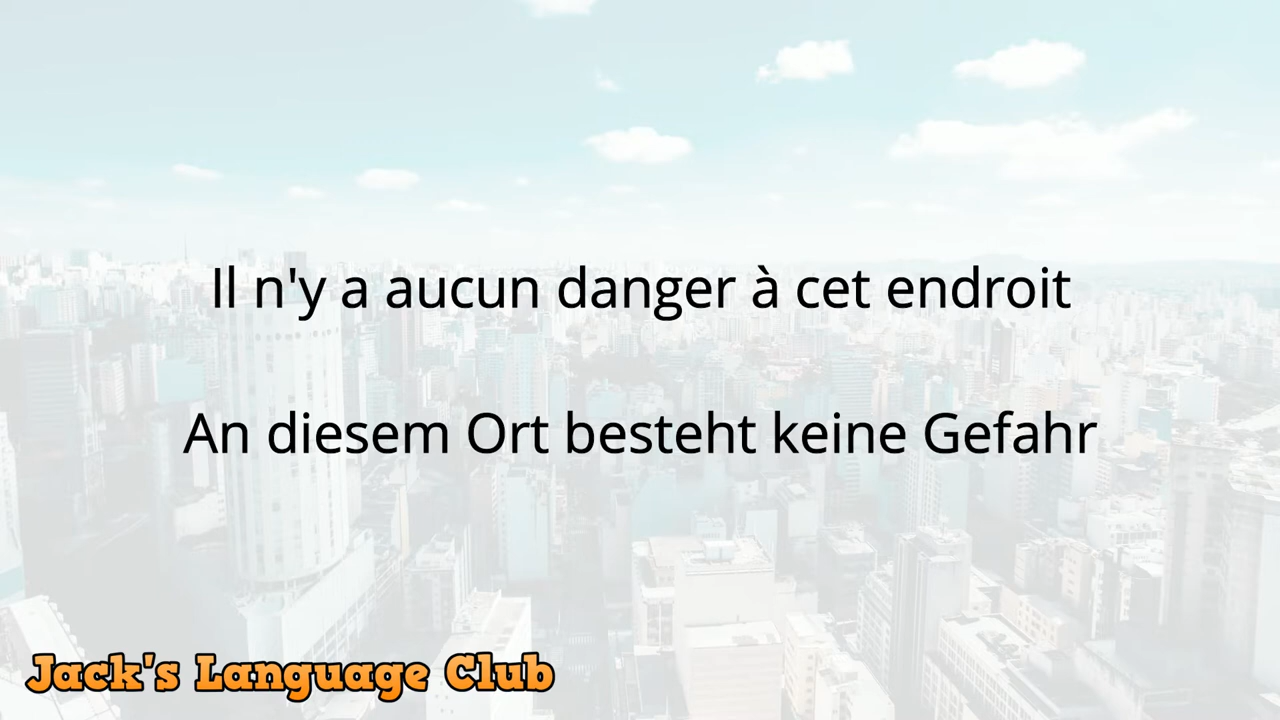 Il n'y a aucun danger à cet endroit
An diesem Ort besteht keine Gefahr
Jack's Language Club